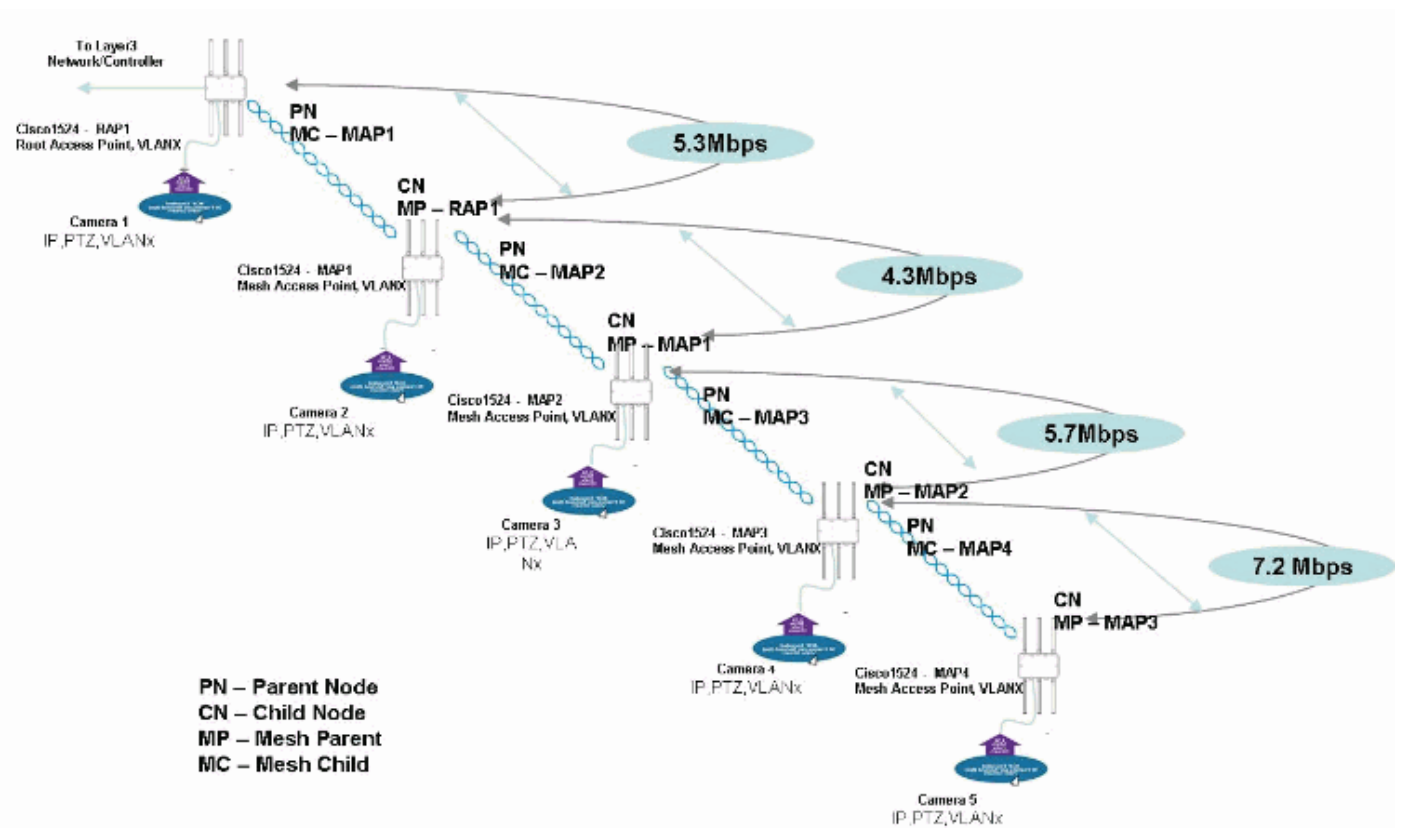 To Layer3
Network/Controller
Cisco1524 - RAP1
Root Access Point, VLANX
PN
MC – MAP1
5.3Mbps
Camera 1
IP,PTZ,VLANx
CN
MP – RAP1
PN
MC – MAP2
Cisco1524 - MAP1
Mesh Access Point, VLANX
4.3Mbps
Camera 2
IP,PTZ,VLANx
CN
MP – MAP1
PN
MC – MAP3
Cisco1524 - MAP2
Mesh Access Point, VLANX
5.7Mbps
Camera 3
IP,PTZ,VLA
Nx
CN
MP – MAP2
PN
MC – MAP4
Cisco1524 - MAP3
Mesh Access Point, VLANX
7.2 Mbps
Camera 4
IP,PTZ,VLANx
CN
MP – MAP3
Cisco1524 - MAP4
Mesh Access Point, VLANX
Camera 5
IP,PTZ,VLANx
PN – Parent Node
CN – Child Node
MP – Mesh Parent
MC – Mesh Child